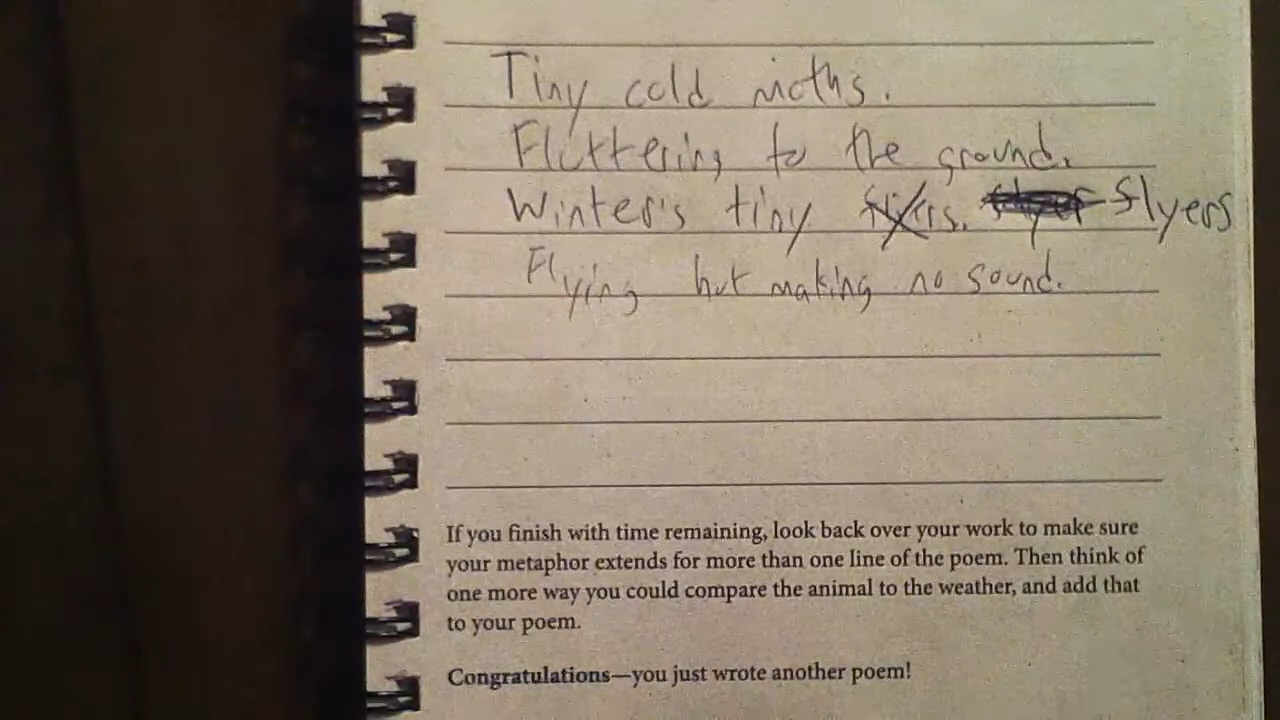 Tiny cold moths.
Fluttering to the ground.
Winter's tiny flyers
Flying but making no sound.
If you finish with time remaining, look back over your work to make sure
your metaphor extends for more than one line of the poem. Then think of
one more way you could compare the animal to the weather, and add that
to your poem.
Congratulations—you just wrote another poem!